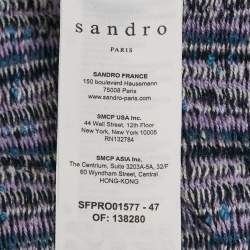 sandro
PARIS
SANDRO FRANCE
150 boulevard Haussmann
75008 Paris
www.sandro-paris.com
SMCP USA Inc.
44 Wall Street, 12th Floor
New York, New York 10005
RN132784
SMCP ASIA Inc.
The Centrium, Suite 3203A-5A, 32/F
60 Wyndham Street, Central
HONG-KONG
SFPRO01577 - 47
OF: 138280